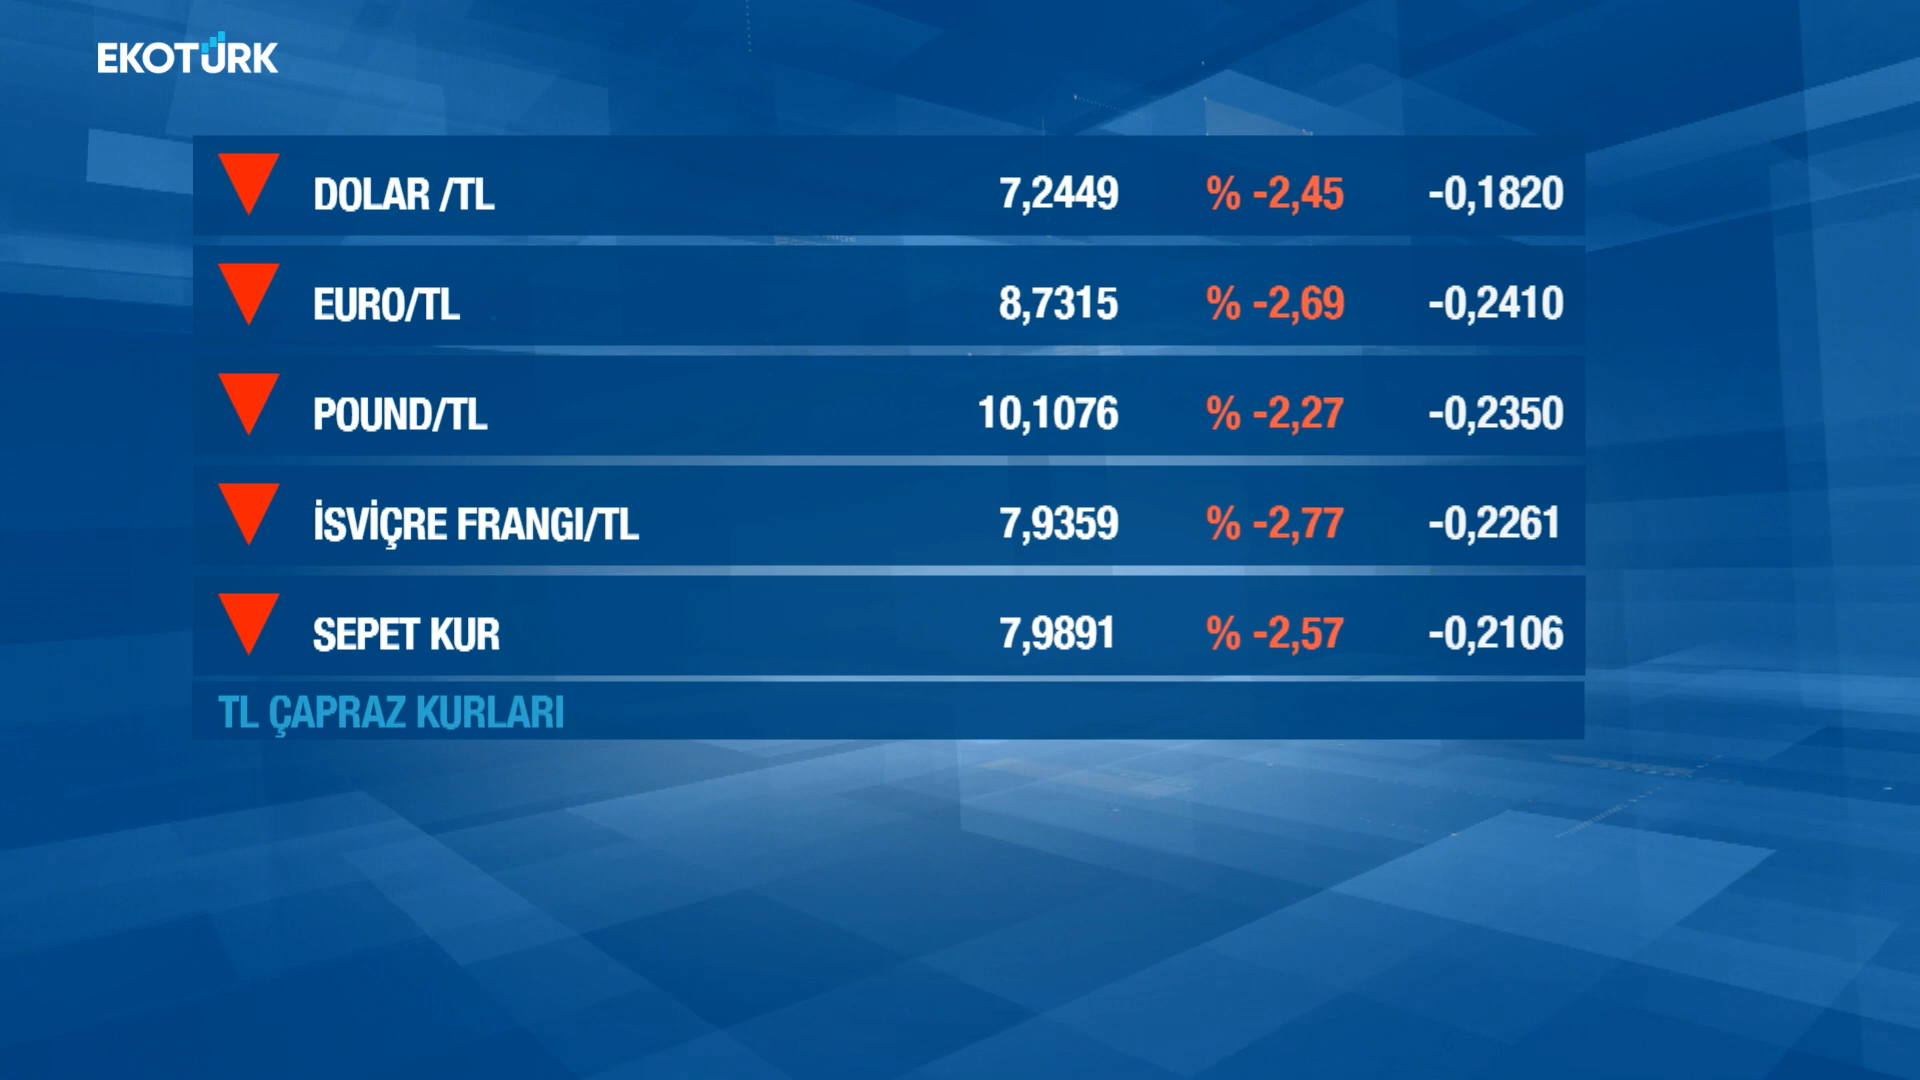 EKOTÜRK
DOLAR /TL 7,2449 % -2,45 -0,1820
EURO/TL 8,7315 % -2,69 -0,2410
POUND/TL 10,1076 % -2,27 -0,2350
İSVİÇRE FRANGI/TL 7,9359 % -2,77 -0,2261
SEPET KUR 7,9891 % -2,57 -0,2106
TL ÇAPRAZ KURLARI